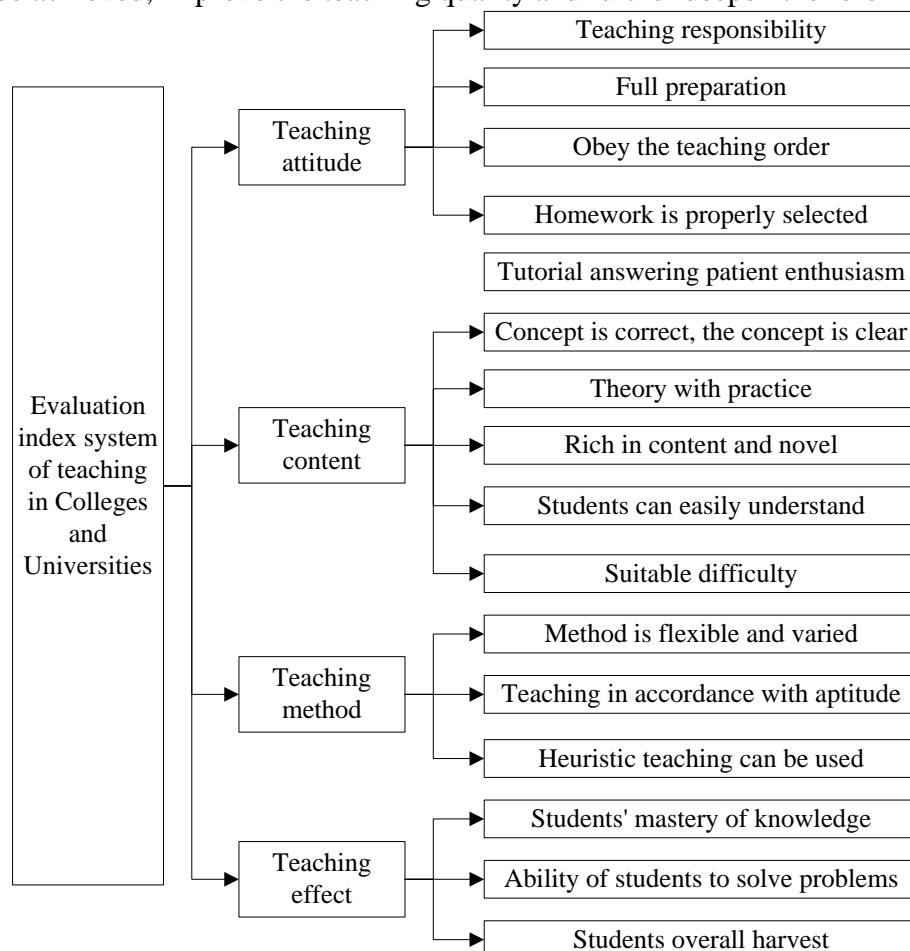 Teaching responsibility
Full preparation
Teaching
attitude
Obey the teaching order
Homework is properly selected
Tutorial answering patient enthusiasm
Concept is correct, the concept is clear
Theory with practice
Evaluation
index system
of teaching
in Colleges
and
Universities
Teaching
content
Rich in content and novel
Students can easily understand
Suitable difficulty
Method is flexible and varied
Teaching
method
Teaching in accordance with aptitude
Heuristic teaching can be used
Students' mastery of knowledge
Teaching
effect
Ability of students to solve problems
Students overall harvest